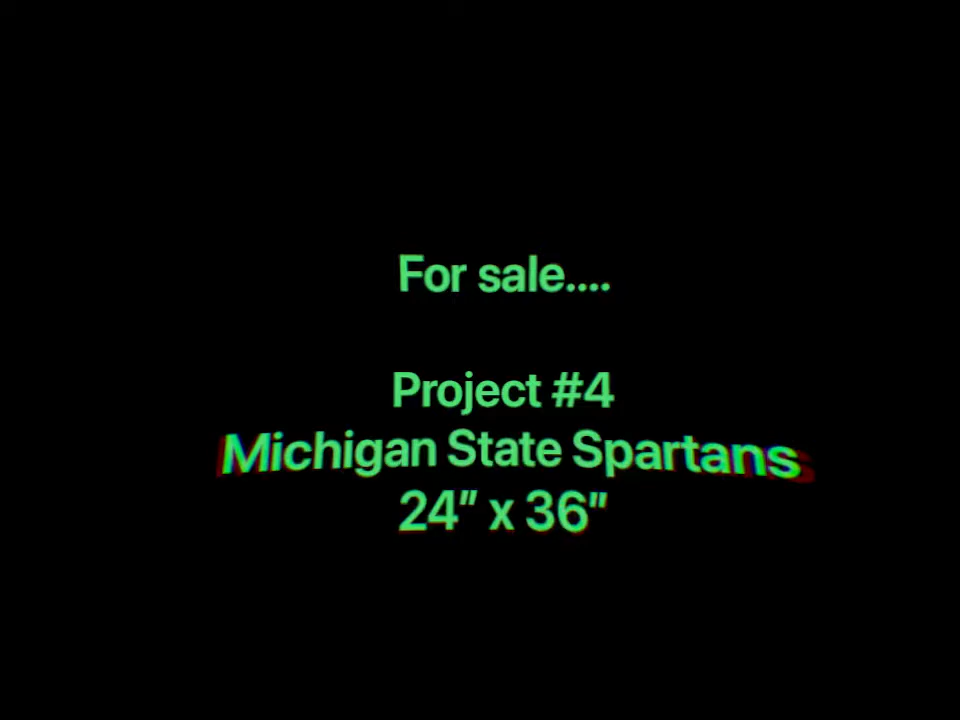 For sale....
Project #4
Michigan State Spartans
24” x 36"